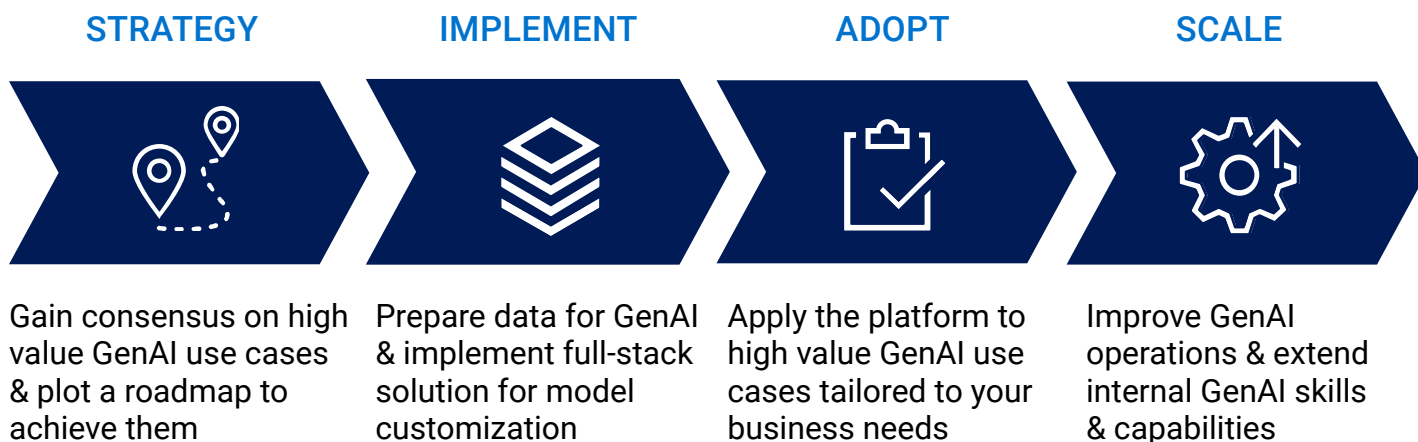 STRATEGY
Gain consensus on high
value GenAI use cases
& plot a roadmap to
achieve them
IMPLEMENT
Prepare data for GenAI
& implement full-stack
solution for model
customization
ADOPT
Apply the platform to
high value GenAI use
cases tailored to your
business needs
SCALE
Improve GenAI
operations & extend
internal GenAI skills
& capabilities